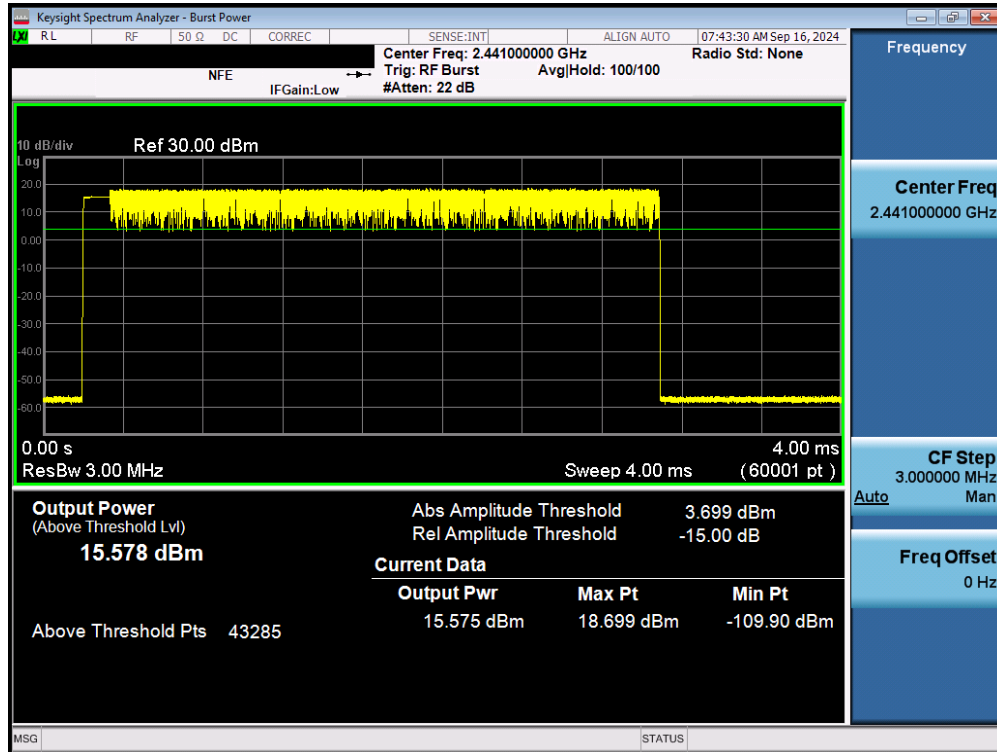 Keysight Spectrum Analyzer - Burst Power
LXI RL RF 50 Ω DC CORREC SENSE:INT ALIGN AUTO 07:43:30 AM Sep 16, 2024
Center Freq: 2.441000000 GHz Radio Std: None
NFE Trig: RF Burst Avg|Hold: 100/100
IFGain:Low #Atten: 22 dB
10 dB/div Ref 30.00 dBm
Log
20.0
10.0
0.00
-10.0
-20.0
-30.0
-40.0
-50.0
-60.0
0.00 s 4.00 ms
ResBw 3.00 MHz Sweep 4.00 ms (60001 pt)
Output Power
(Above Threshold Lvl)
15.578 dBm
Above Threshold Pts 43285
Abs Amplitude Threshold 3.699 dBm
Rel Amplitude Threshold -15.00 dB
Current Data
Output Pwr Max Pt Min Pt
15.575 dBm 18.699 dBm -109.90 dBm
Frequency
Center Freq
2.441000000 GHz
CF Step
3.000000 MHz
Auto Man
Freq Offset
0 Hz
MSG STATUS